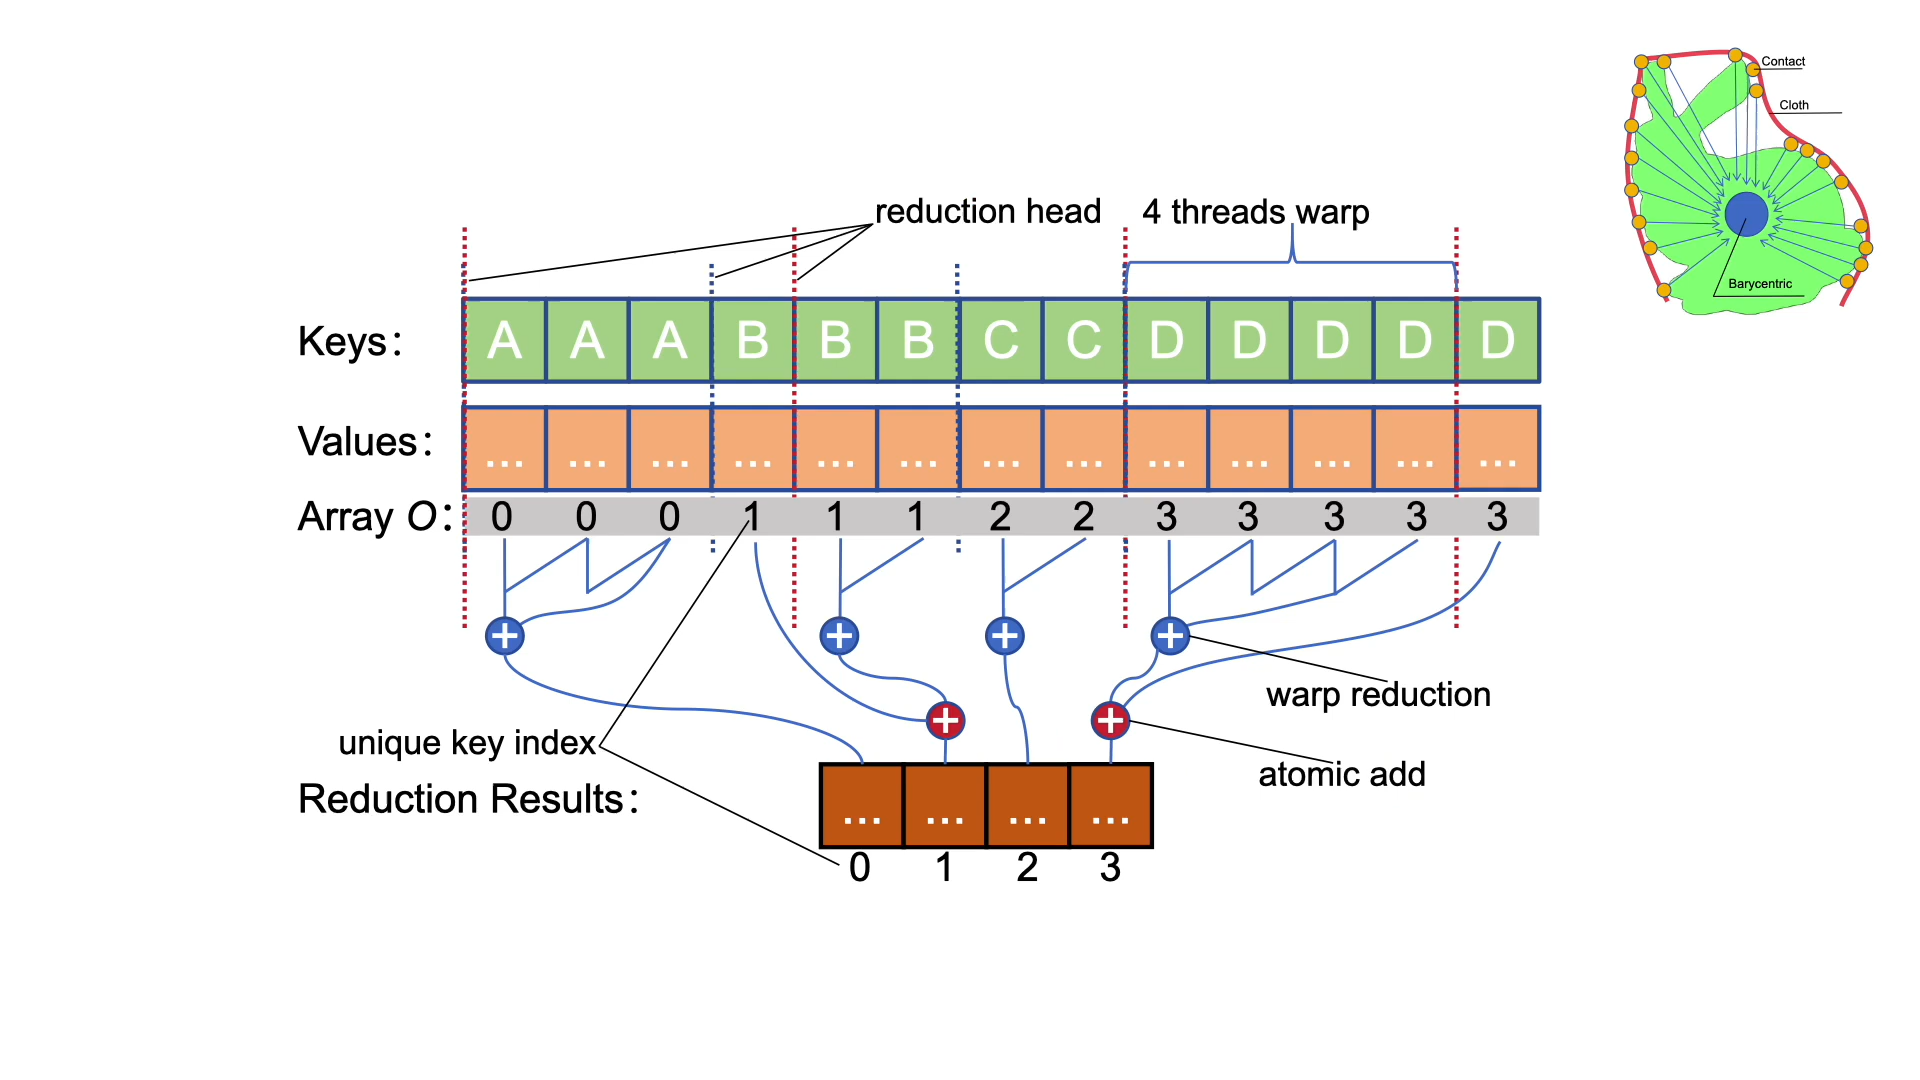 Contact
Cloth
Barycentric
reduction head
4 threads warp
Keys: A A A B B B C C D D D D D
Values: ... ... ... ... ... ... ... ... ... ... ... ... ...
Array O: 0 0 0 1 1 1 2 2 3 3 3 3 3
warp reduction
unique key index
atomic add
Reduction Results: ... ... ... ...
0 1 2 3